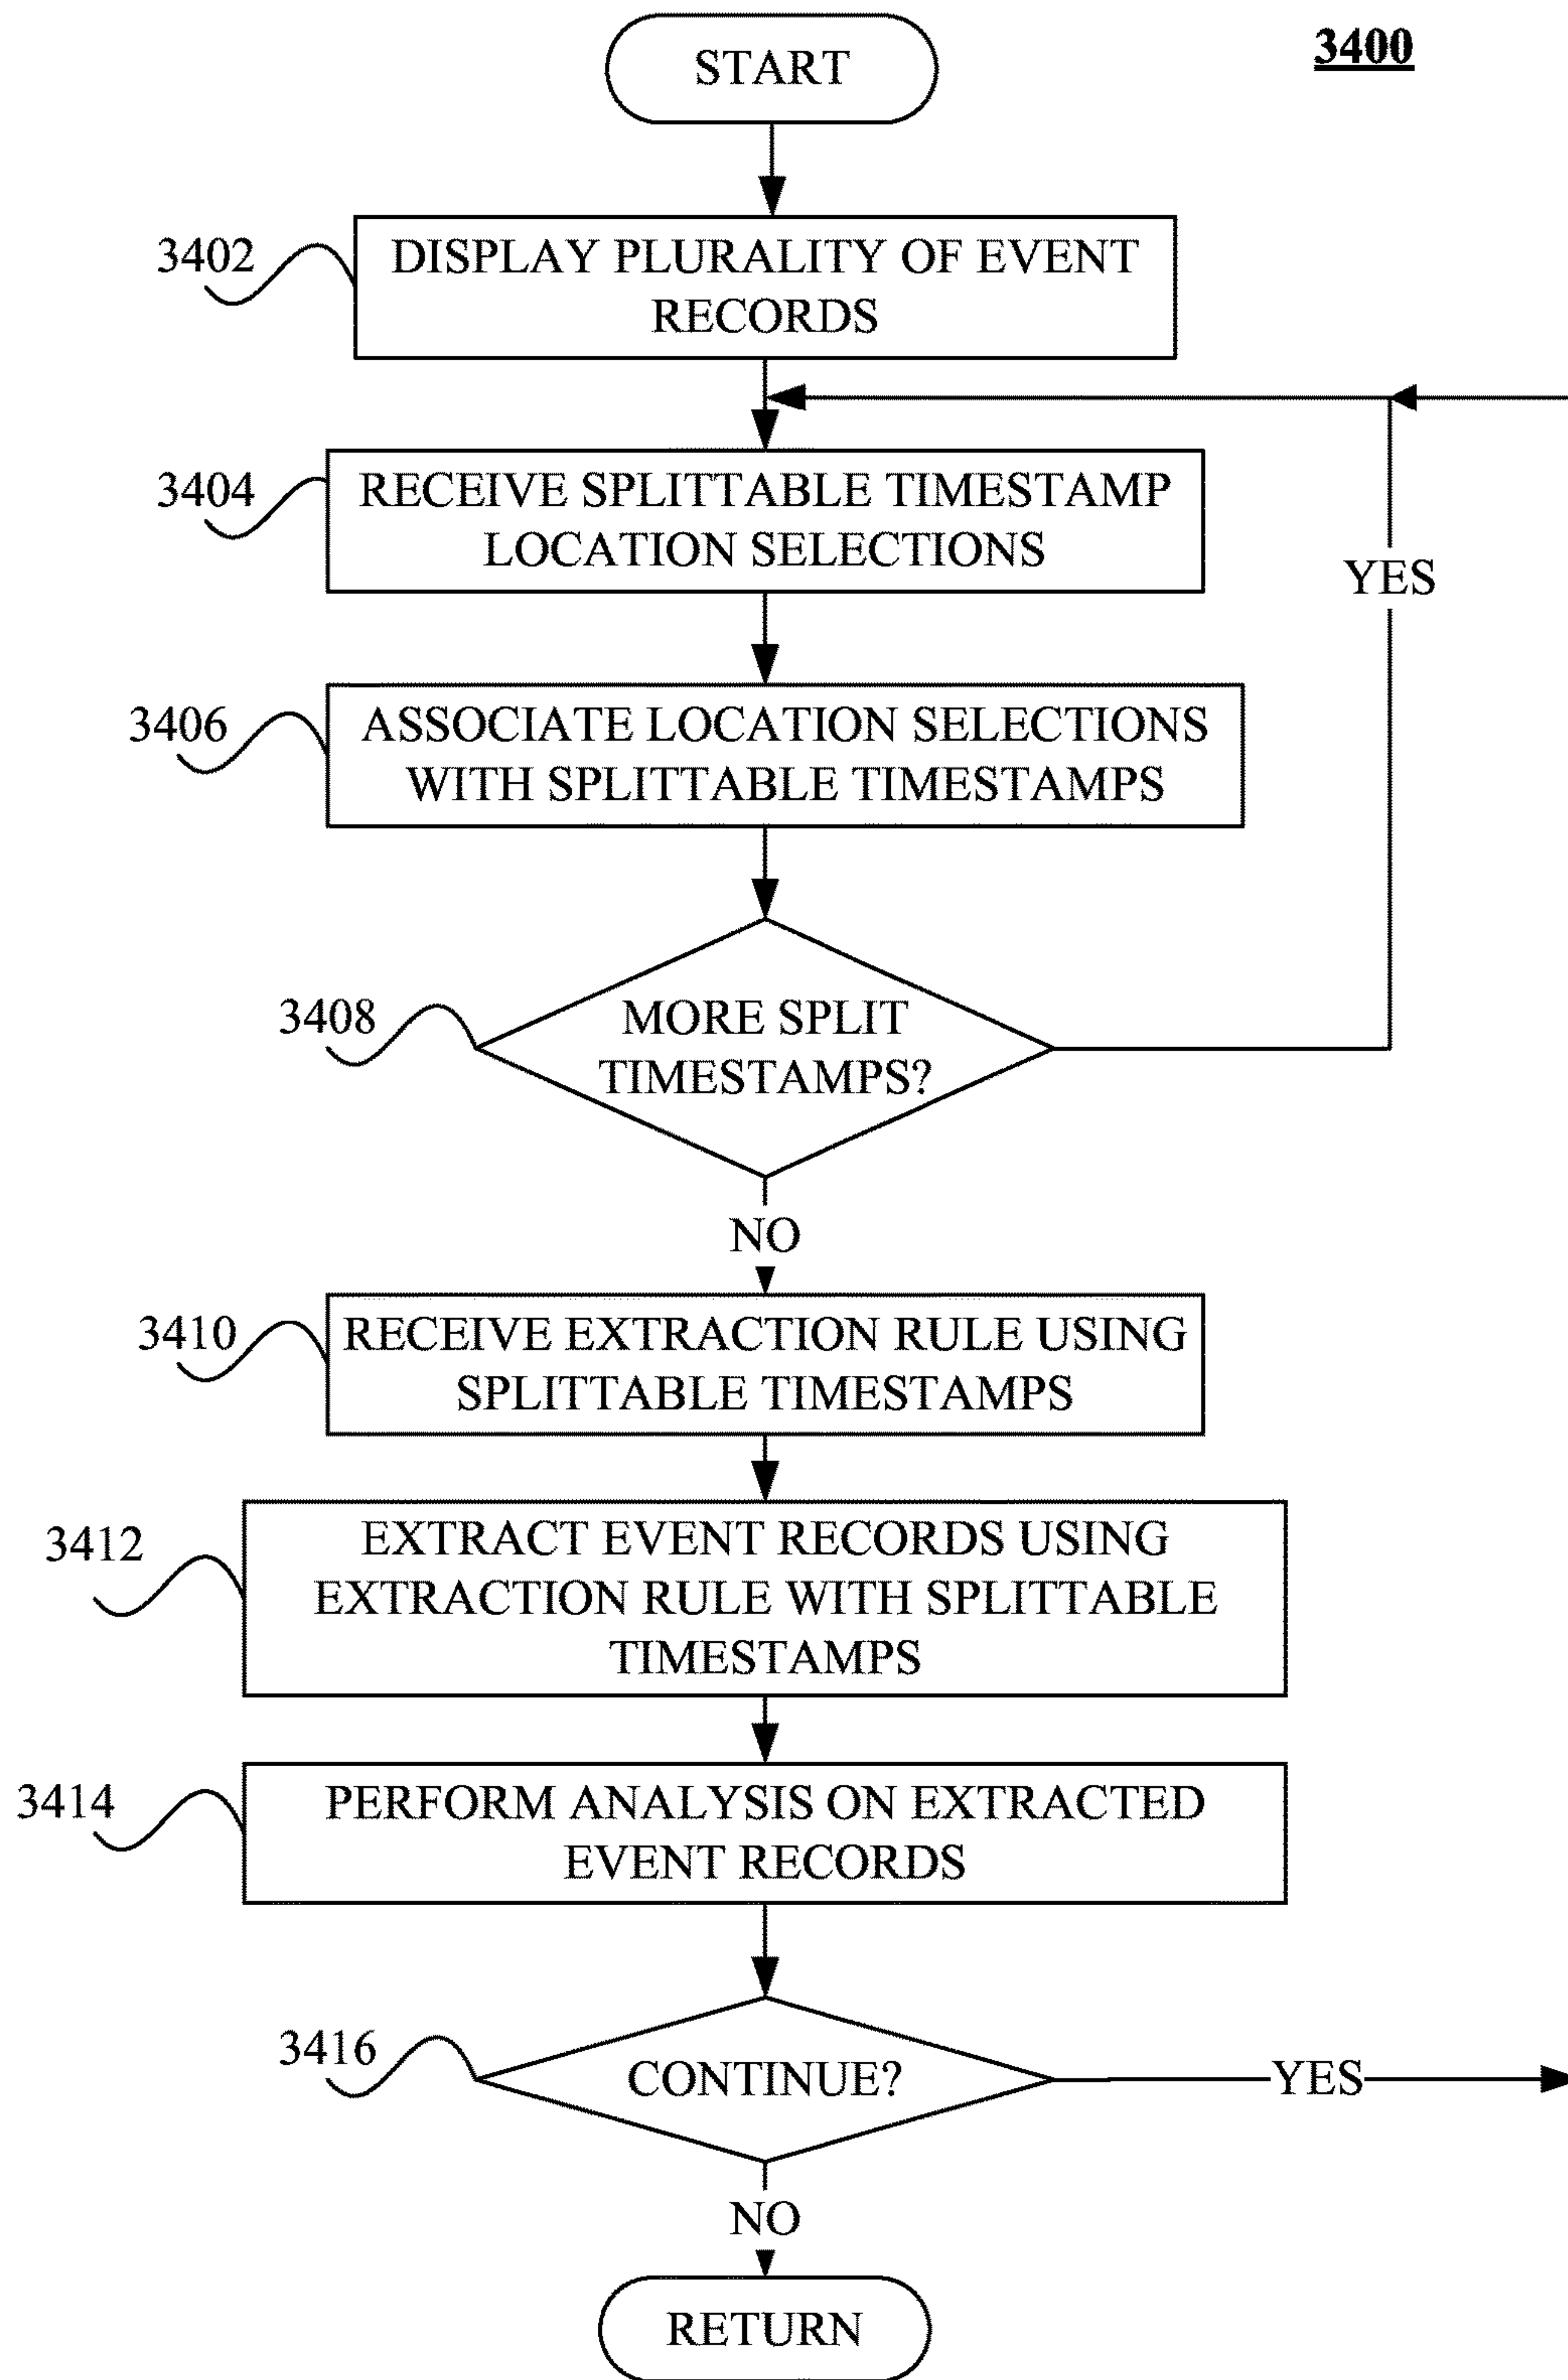 START
3400
3402
DISPLAY PLURALITY OF EVENT
RECORDS
3404
RECEIVE SPLITTABLE TIMESTAMP
LOCATION SELECTIONS
YES
3406
ASSOCIATE LOCATION SELECTIONS
WITH SPLITTABLE TIMESTAMPS
3408
MORE SPLIT
TIMESTAMPS?
NO
3410
RECEIVE EXTRACTION RULE USING
SPLITTABLE TIMESTAMPS
3412
EXTRACT EVENT RECORDS USING
EXTRACTION RULE WITH SPLITTABLE
TIMESTAMPS
3414
PERFORM ANALYSIS ON EXTRACTED
EVENT RECORDS
3416
CONTINUE?
YES
NO
RETURN